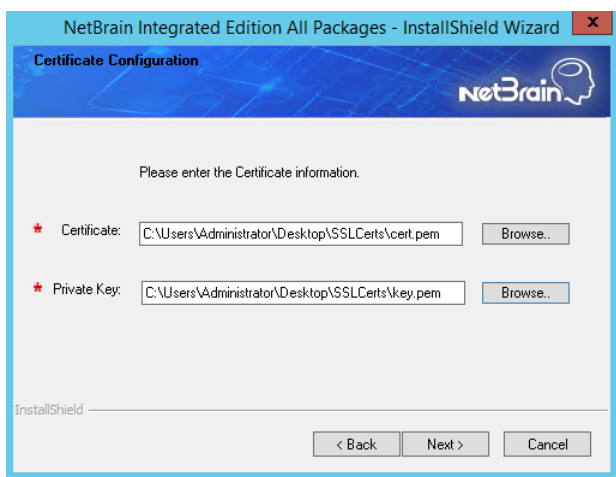 NetBrain Integrated Edition All Packages - InstallShield Wizard x
Certificate Configuration
NetBrain
Please enter the Certificate information.
* Certificate: C:\Users\Administrator\Desktop\SSLCerts\cert.pem Browse..
* Private Key: C:\Users\Administrator\Desktop\SSLCerts\key.pem Browse..
InstallShield
< Back Next > Cancel